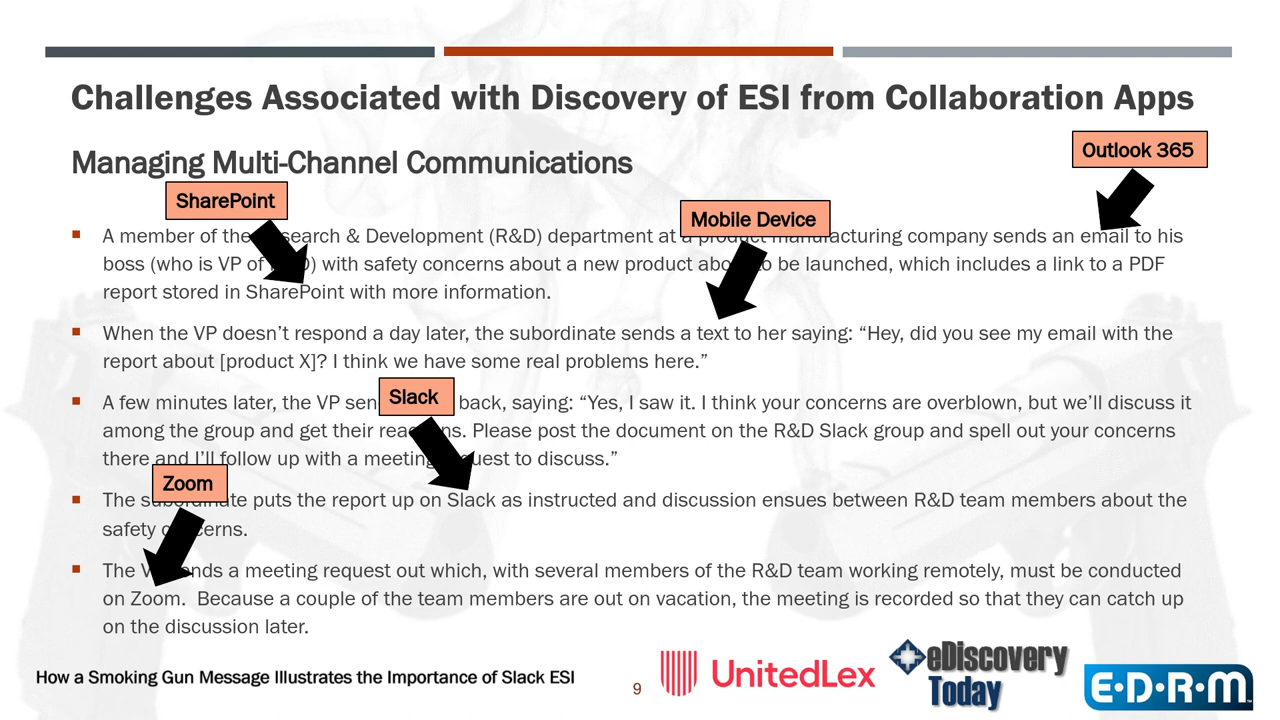 Challenges Associated with Discovery of ESI from Collaboration Apps
Managing Multi-Channel Communications
Outlook 365
SharePoint
Mobile Device
A member of the search & Development (R&D) department at a product manufacturing company sends an email to his
boss (who is VP of D) with safety concerns about a new product abo to be launched, which includes a link to a PDF
report stored in SharePoint with more information.
When the VP doesn’t respond a day later, the subordinate sends a text to her saying: “Hey, did you see my email with the
report about [product X]? I think we have some real problems here.”
Slack
A few minutes later, the VP sen back, saying: “Yes, I saw it. I think your concerns are overblown, but we’ll discuss it
among the group and get their reac ns. Please post the document on the R&D Slack group and spell out your concerns
there and I’ll follow up with a meeting quest to discuss.”
Zoom
The subordinate puts the report up on Slack as instructed and discussion ensues between R&D team members about the
safety c cerns.
The V ends a meeting request out which, with several members of the R&D team working remotely, must be conducted
on Zoom. Because a couple of the team members are out on vacation, the meeting is recorded so that they can catch up
on the discussion later.
How a Smoking Gun Message Illustrates the Importance of Slack ESI
9
UnitedLex
eDiscovery
Today
E·D·R·M